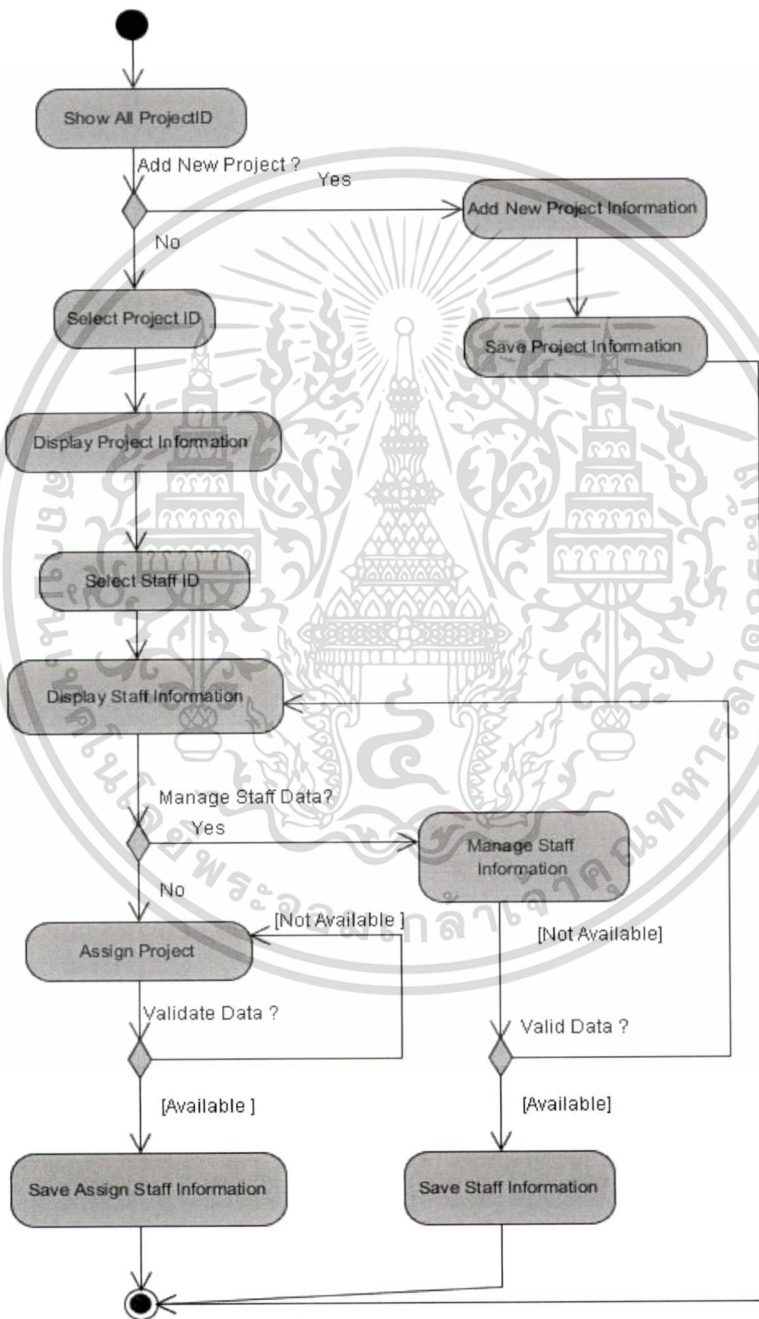 Show All ProjectID
Add New Project ?
Yes
Add New Project Information
No
Select Project ID
Save Project Information
Display Project Information
Select Staff ID
Display Staff Information
Manage Staff Data?
Yes
Manage Staff
Information
No
[Not Available ]
[Not Available]
Assign Project
Validate Data ?
Valid Data ?
[Available ]
[Available]
Save Assign Staff Information
Save Staff Information